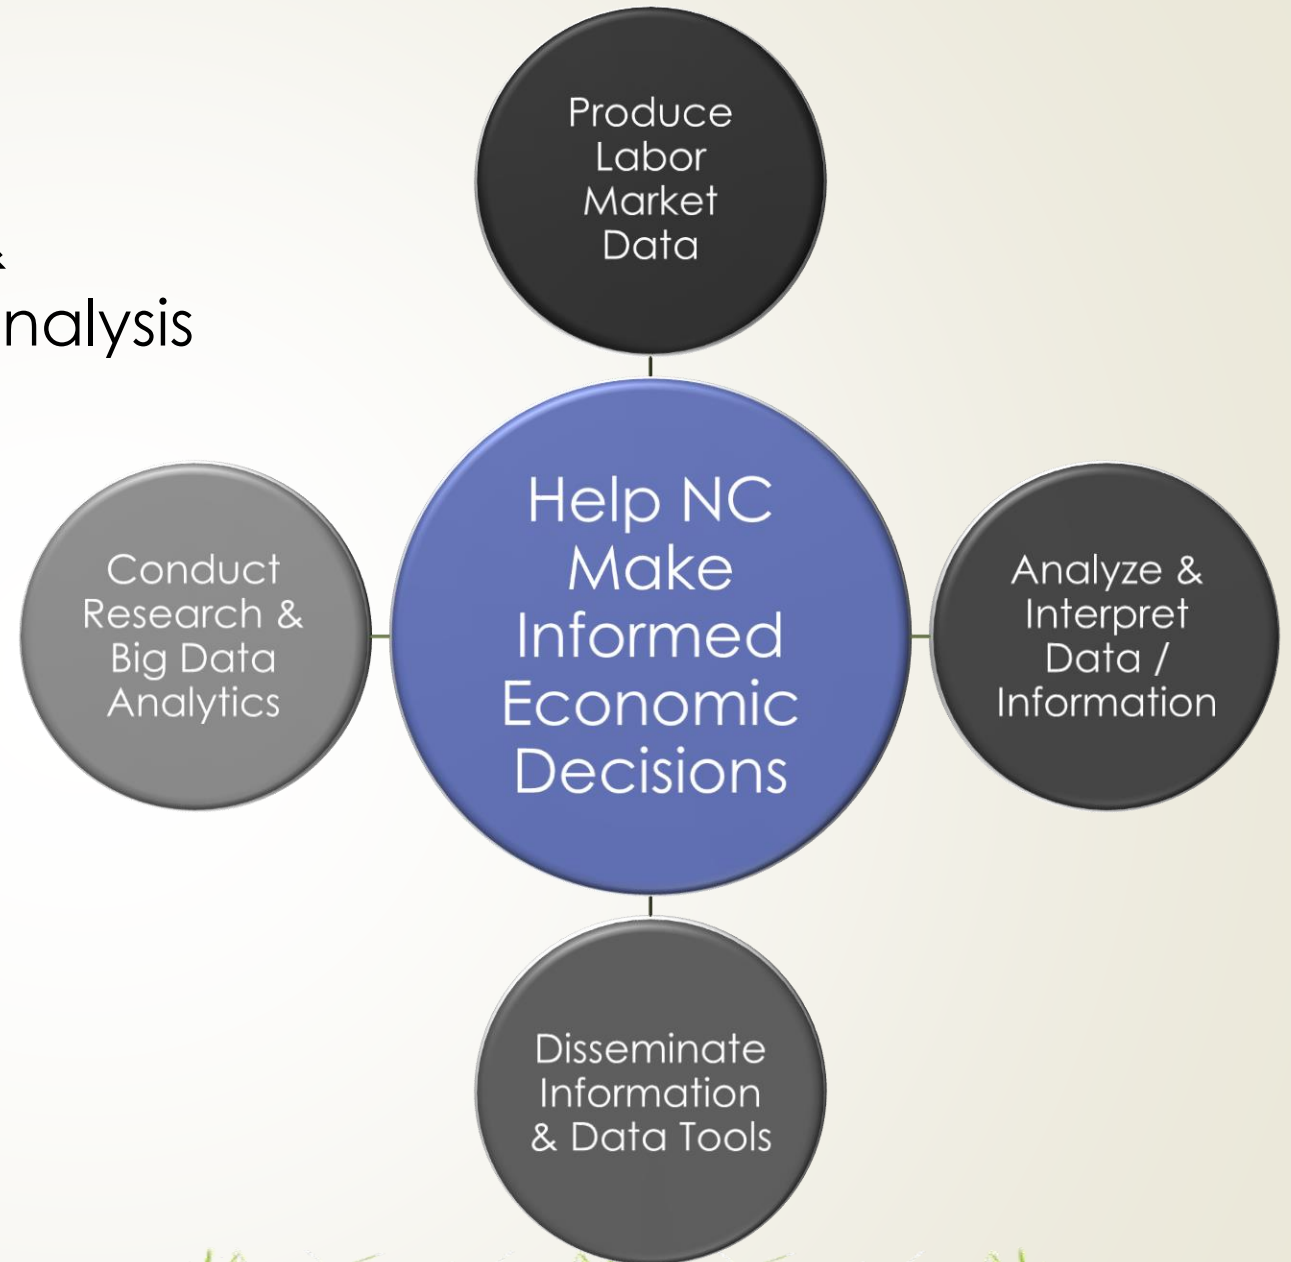 Produce
Labor
Market
Data
&
nalysis
Help NC
Make
Informed
Economic
Decisions
Conduct
Research &
Big Data
Analytics
Analyze &
Interpret
Data /
Information
Disseminate
Information
& Data Tools